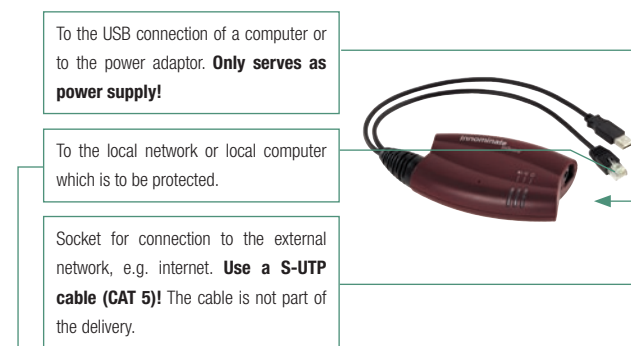 To the USB connection of a computer or
to the power adaptor. Only serves as
power supply!
To the local network or local computer
which is to be protected.
Socket for connection to the external
network, e.g. internet. Use a S-UTP
cable (CAT 5)! The cable is not part of
the delivery.
Innominate